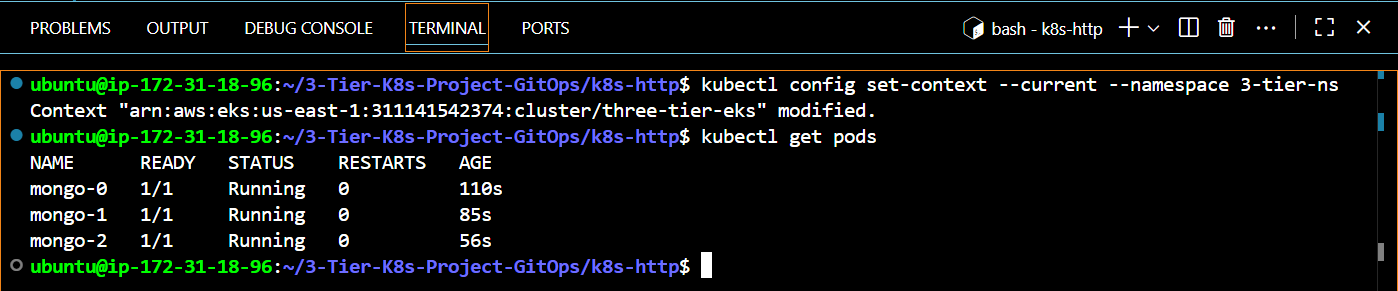 PROBLEMS OUTPUT DEBUG CONSOLE TERMINAL PORTS bash - k8s-http
ubuntu@ip-172-31-18-96:~/3-Tier-K8s-Project-GitOps/k8s-http$ kubectl config set-context --current --namespace 3-tier-ns
Context "arn:aws:eks:us-east-1:311141542374:cluster/three-tier-eks" modified.
ubuntu@ip-172-31-18-96:~/3-Tier-K8s-Project-GitOps/k8s-http$ kubectl get pods
NAME READY STATUS RESTARTS AGE
mongo-0 1/1 Running 0 110s
mongo-1 1/1 Running 0 85s
mongo-2 1/1 Running 0 56s
ubuntu@ip-172-31-18-96:~/3-Tier-K8s-Project-GitOps/k8s-http$